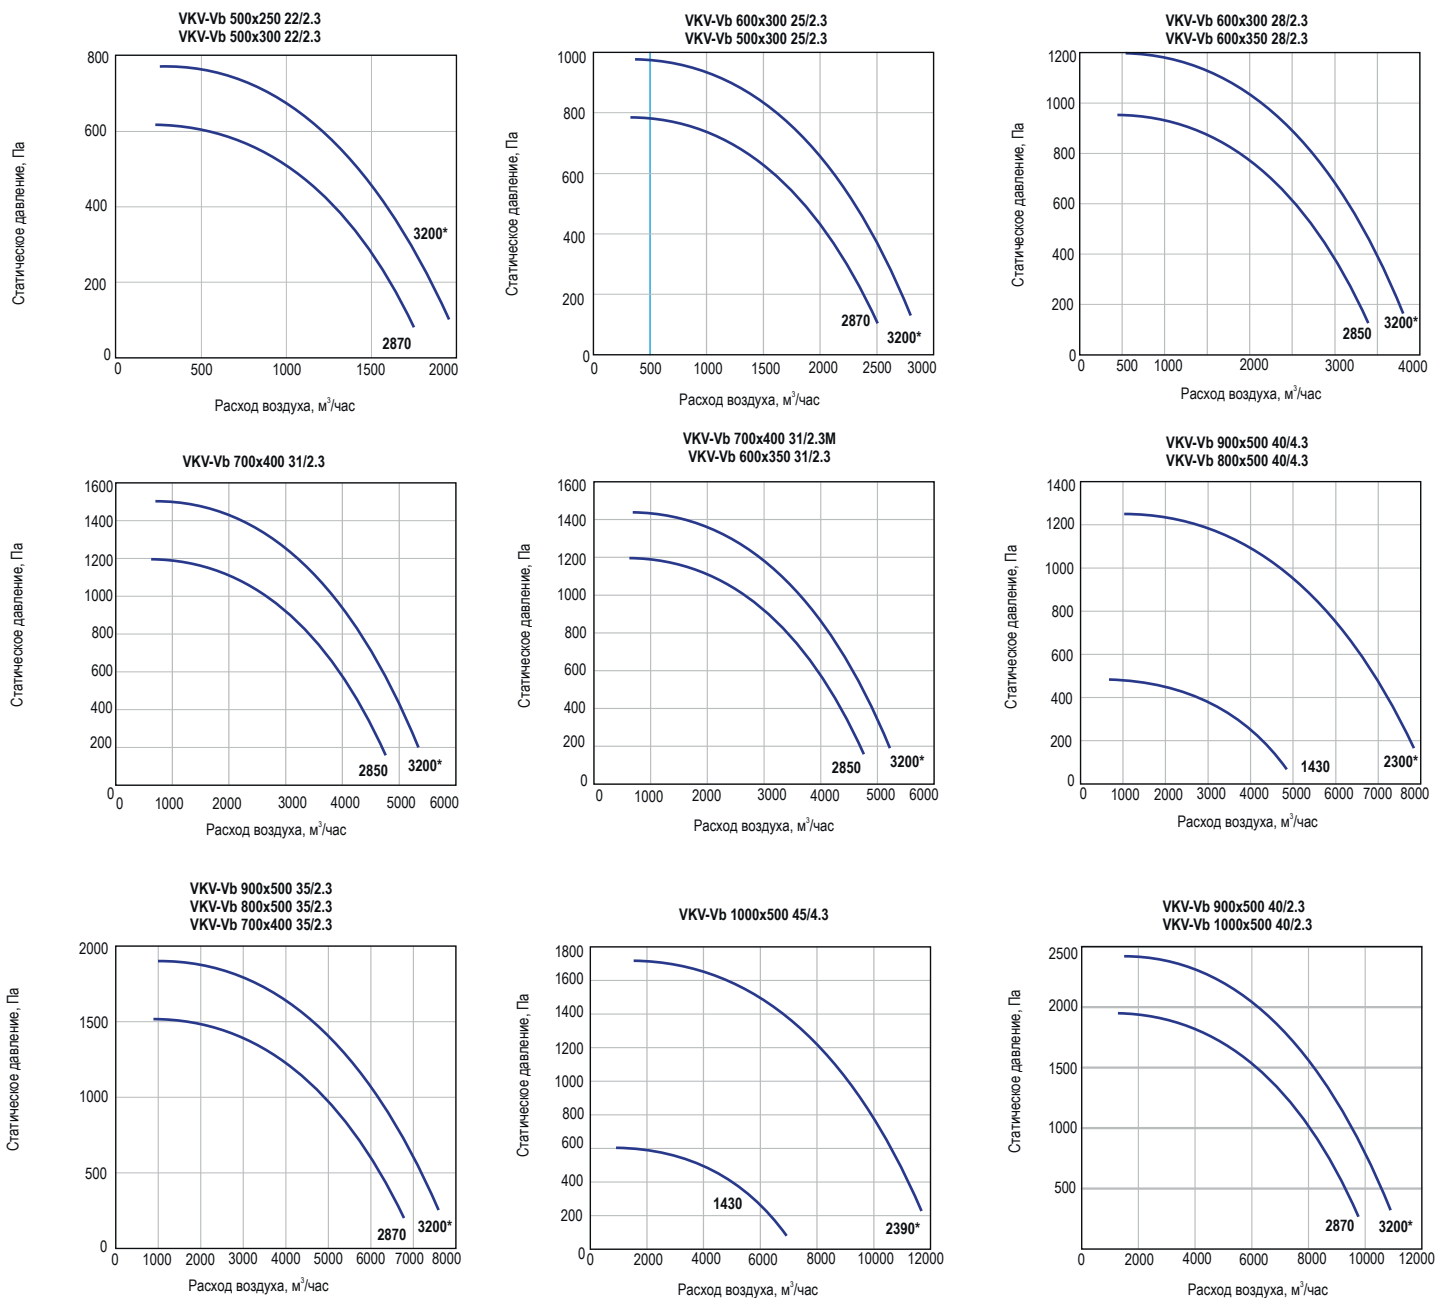 VKV-Vb 500x250 22/2.3
VKV-Vb 500x300 22/2.3
Статическое давление, Па
800
600
400
200
0
0 500 1000 1500 2000
3200*
2870
Расход воздуха, м³/час
VKV-Vb 600x300 25/2.3
VKV-Vb 500x300 25/2.3
Статическое давление, Па
1000
800
600
400
200
0
0 500 1000 1500 2000 2500 3000
2870
3200*
Расход воздуха, м³/час
VKV-Vb 600x300 28/2.3
VKV-Vb 600x350 28/2.3
Статическое давление, Па
1200
1000
800
600
400
200
0
0 500 1000 2000 3000 4000
2850
3200*
Расход воздуха, м³/час
VKV-Vb 700x400 31/2.3
Статическое давление, Па
1600
1400
1200
1000
800
600
400
200
0
0 1000 2000 3000 4000 5000 6000
2850
3200*
Расход воздуха, м³/час
VKV-Vb 700x400 31/2.3M
VKV-Vb 600x350 31/2.3
Статическое давление, Па
1600
1400
1200
1000
800
600
400
200
0
0 1000 2000 3000 4000 5000 6000
2850
3200*
Расход воздуха, м³/час
VKV-Vb 900x500 40/4.3
VKV-Vb 800x500 40/4.3
Статическое давление, Па
1400
1200
1000
800
600
400
200
0
0 1000 2000 3000 4000 5000 6000 7000 8000
1430
2300*
Расход воздуха, м³/час
VKV-Vb 900x500 35/2.3
VKV-Vb 800x500 35/2.3
VKV-Vb 700x400 35/2.3
Статическое давление, Па
2000
1500
1000
500
0
0 1000 2000 3000 4000 5000 6000 7000 8000
2870
3200*
Расход воздуха, м³/час
VKV-Vb 1000x500 45/4.3
Статическое давление, Па
1800
1600
1400
1200
1000
800
600
400
200
0
0 2000 4000 6000 8000 10000 12000
1430
2390*
Расход воздуха, м³/час
VKV-Vb 900x500 40/2.3
VKV-Vb 1000x500 40/2.3
Статическое давление, Па
2500
2000
1500
1000
500
0 2000 4000 6000 8000 10000 12000
2870
3200*
Расход воздуха, м³/час